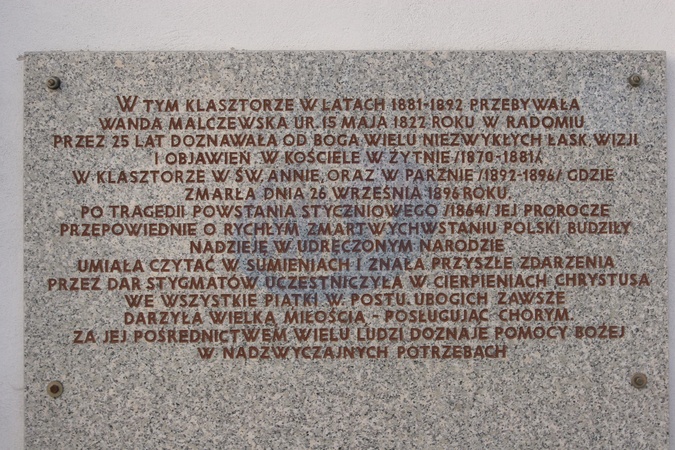 W TYM KLASZTORZE W LATACH 1881-1892 PRZEBYWAŁA
WANDA MALCZEWSKA UR. 15 MAJA 1822 ROKU W RADOMIU
PRZEZ 25 LAT DOZNAWAŁA OD BOGA WIELU NIEZWYKŁYCH ŁASK, WIZJI
I OBJAWIEŃ, W KOŚCIELE W ŻYTNIE /1870-1881/,
W KLASZTORZE W ŚW. ANNIE, ORAZ W PARZNIE /1892-1896/ GDZIE
ZMARŁA DNIA 26 WRZEŚNIA 1896 ROKU.
PO TRAGEDII POWSTANIA STYCZNIOWEGO /1864/ JEJ PROROCZE
PRZEPOWIEDNIE O RYCHŁYM ZMARTWYCHWSTANIU POLSKI BUDZIŁY
NADZIEJĘ W UDRĘCZONYM NARODZIE
UMIAŁA CZYTAĆ W SUMIENIACH I ZNAŁA PRZYSZŁE ZDARZENIA
PRZEZ DAR STYGMATÓW UCZESTNICZYŁA W CIERPIENIACH CHRYSTUSA
WE WSZYSTKIE PIĄTKI W. POSTU. UBOGICH ZAWSZE
DARZYŁA WIELKĄ MIŁOŚCIĄ - POSŁUGUJĄC CHORYM.
ZA JEJ POŚREDNICTWEM WIELU LUDZI DOZNAJE POMOCY BOŻEJ
W NADZWYCZAJNYCH POTRZEBACH